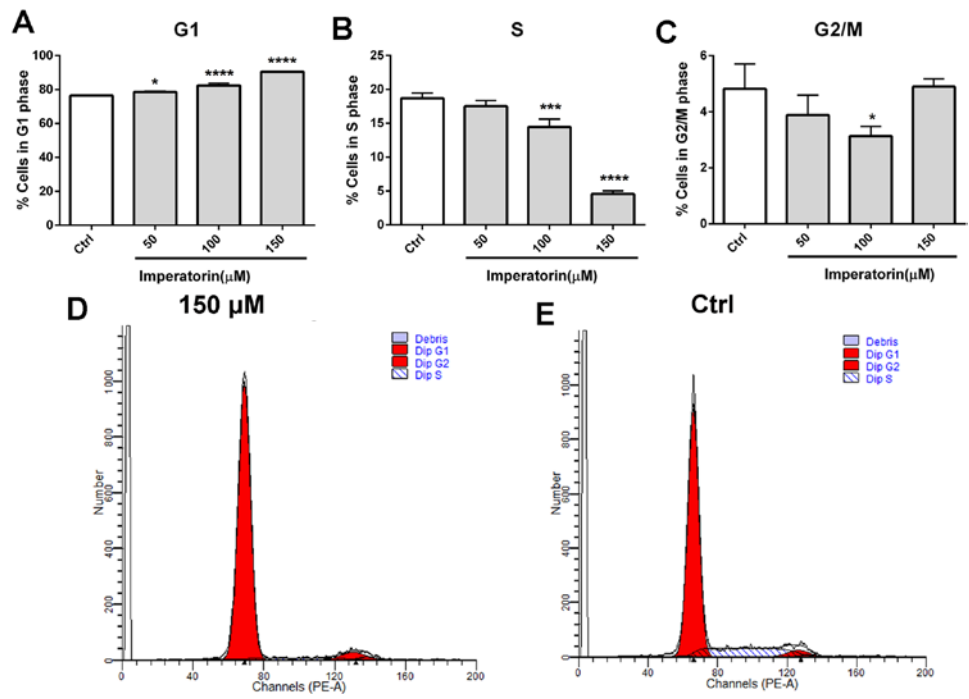 A
G1
% Cells in G1 phase
100
80
60
40
20
0
*
****
****
Ctrl
50
100
150
Imperatorin(μM)
B
S
% Cells in S phase
25
20
15
10
5
0
***
****
Ctrl
50
100
150
Imperatorin(μM)
C
G2/M
% Cells in G2/M phase
6
4
2
0
*
Ctrl
50
100
150
Imperatorin(μM)
D
150 μM
Debris
Dip G1
Dip G2
Dip S
Number
1000
800
600
400
200
0
0
40
80
120
160
200
Channels (PE-A)
E
Ctrl
Debris
Dip G1
Dip G2
Dip S
Number
1000
800
600
400
200
0
0
40
80
120
160
200
Channels (PE-A)